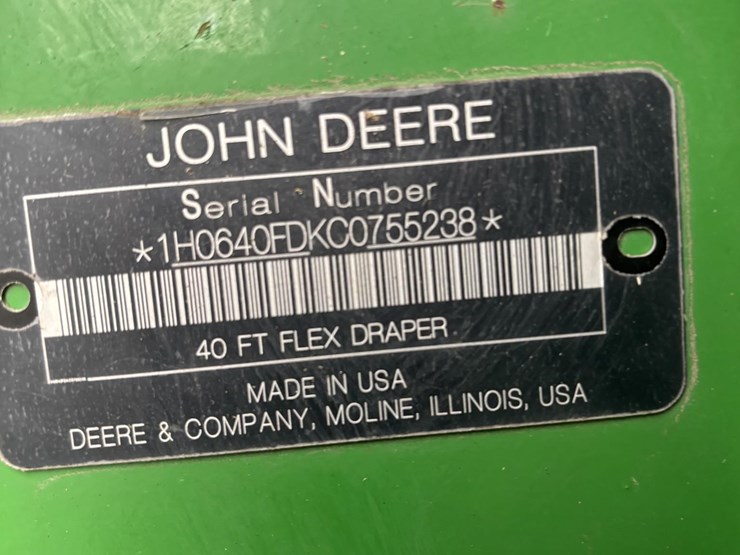 JOHN DEERE
Serial Number
*1H0640FDKC0755238*
40 FT FLEX DRAPER
MADE IN USA
DEERE & COMPANY, MOLINE, ILLINOIS, USA